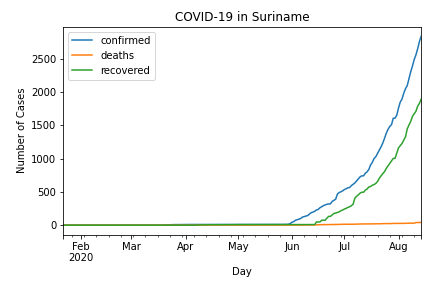 COVID-19 in Suriname
confirmed
deaths
recovered
Number of Cases
2500
2000
1500
1000
500
0
Feb Mar Apr May Jun Jul Aug
2020
Day